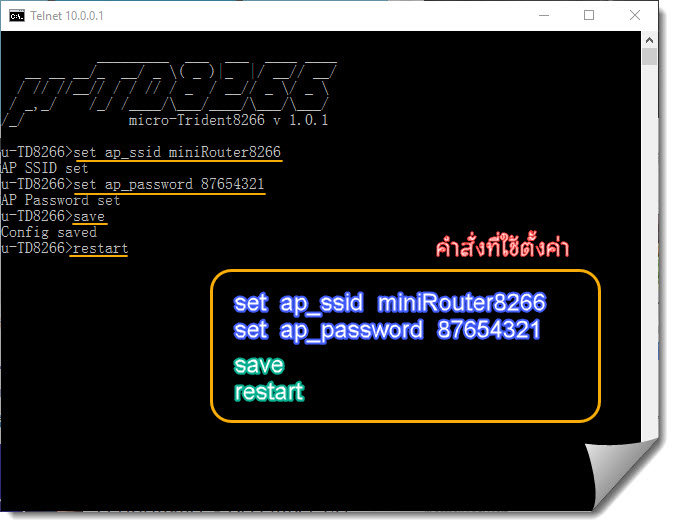 Telnet 10.0.0.1
μ-TD8266
micro-Trident8266 v 1.0.1
u-TD8266>set ap_ssid miniRouter8266
AP SSID set
u-TD8266>set ap_password 87654321
AP Password set
u-TD8266>save
Config saved
u-TD8266>restart
คำสั่งที่ใช้ตั้งค่า
set ap_ssid miniRouter8266
set ap_password 87654321
save
restart